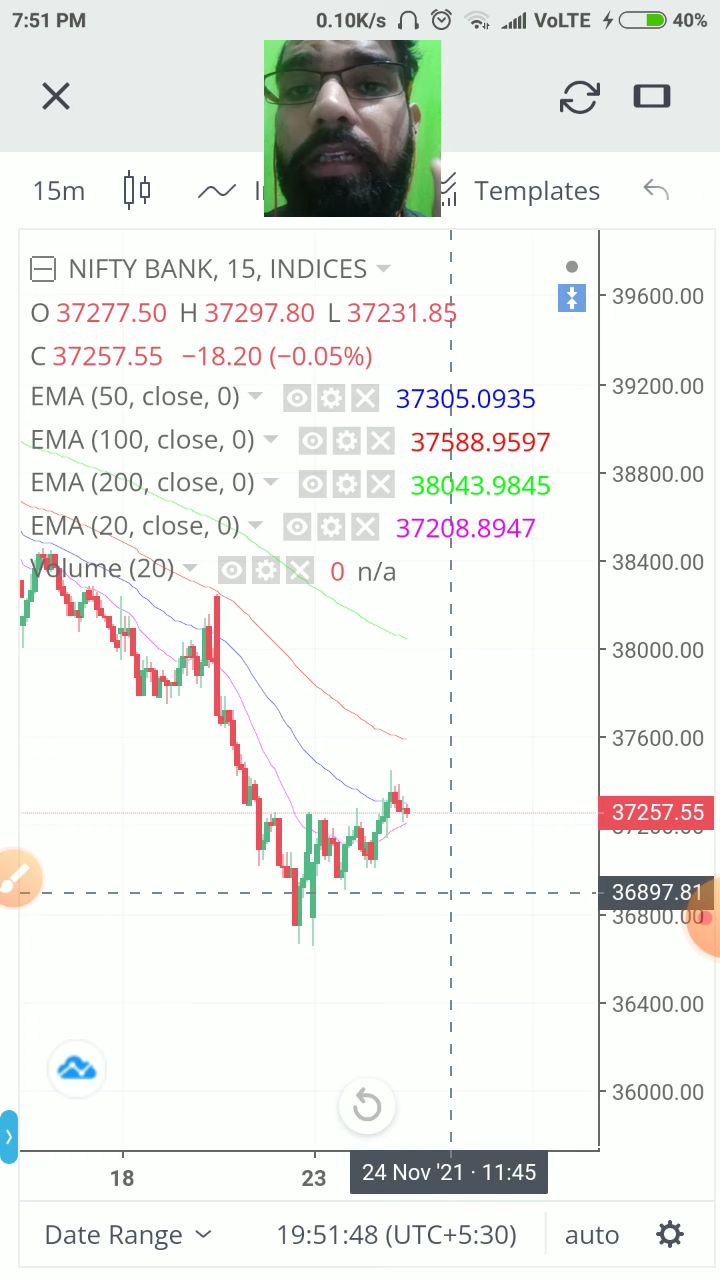 7:51 PM 0.10K/s VoLTE 40%
15m Templates
NIFTY BANK, 15, INDICES
O 37277.50 H 37297.80 L 37231.85
C 37257.55 −18.20 (−0.05%)
EMA (50, close, 0) 37305.0935
EMA (100, close, 0) 37588.9597
EMA (200, close, 0) 38043.9845
EMA (20, close, 0) 37208.8947
Volume (20) 0 n/a
39600.00
39200.00
38800.00
38400.00
38000.00
37600.00
37257.55
37200.00
36897.81
36800.00
36400.00
36000.00
18 23 24 Nov '21 · 11:45
Date Range 19:51:48 (UTC+5:30) auto